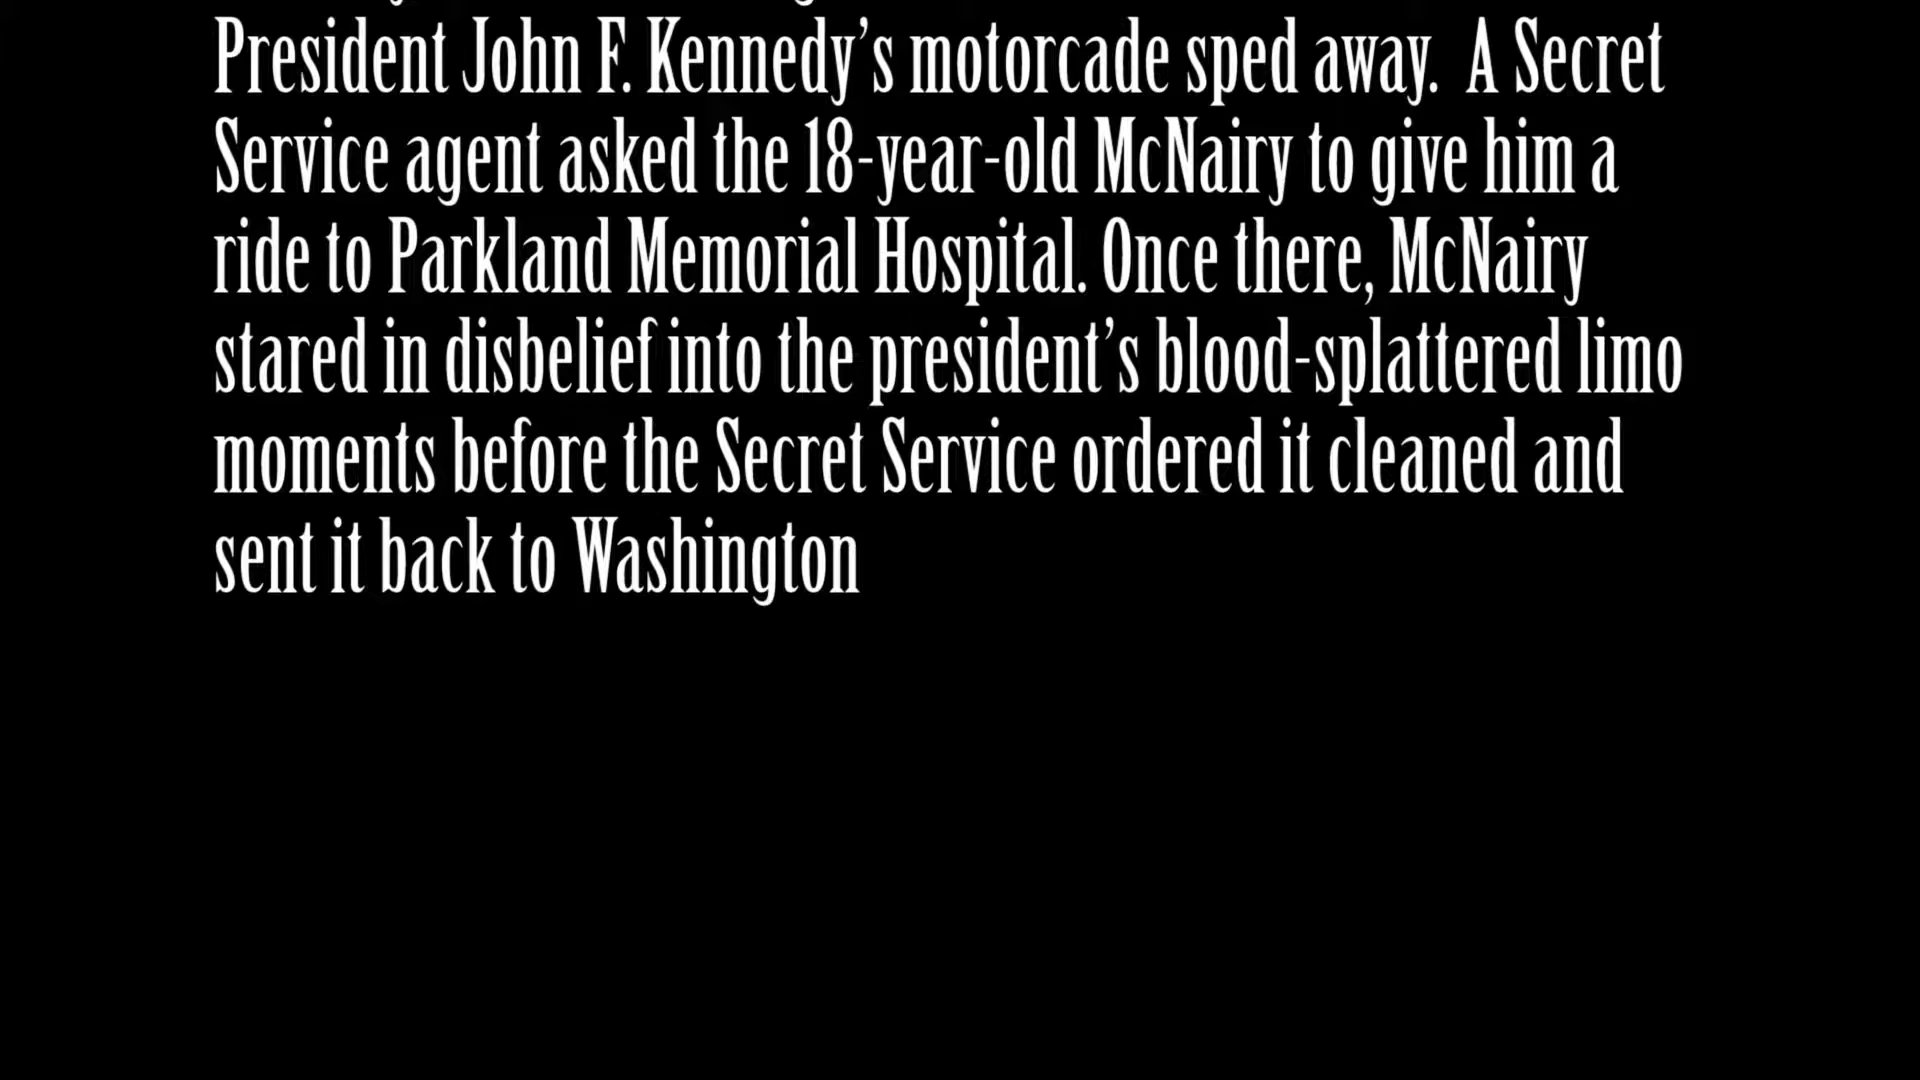 President John F. Kennedy’s motorcade sped away.  A Secret
Service agent asked the 18-year-old McNairy to give him a
ride to Parkland Memorial Hospital. Once there, McNairy
stared in disbelief into the president’s blood-splattered limo
moments before the Secret Service ordered it cleaned and
sent it back to Washington